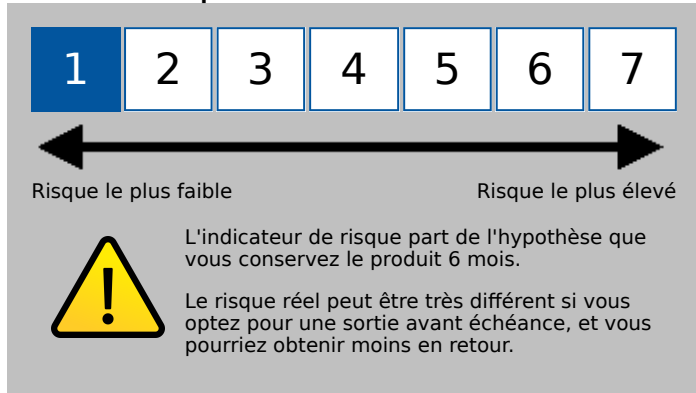 1 2 3 4 5 6 7
Risque le plus faible Risque le plus élevé
L'indicateur de risque part de l'hypothèse que
vous conservez le produit 6 mois.
Le risque réel peut être très différent si vous
optez pour une sortie avant échéance, et vous
pourriez obtenir moins en retour.